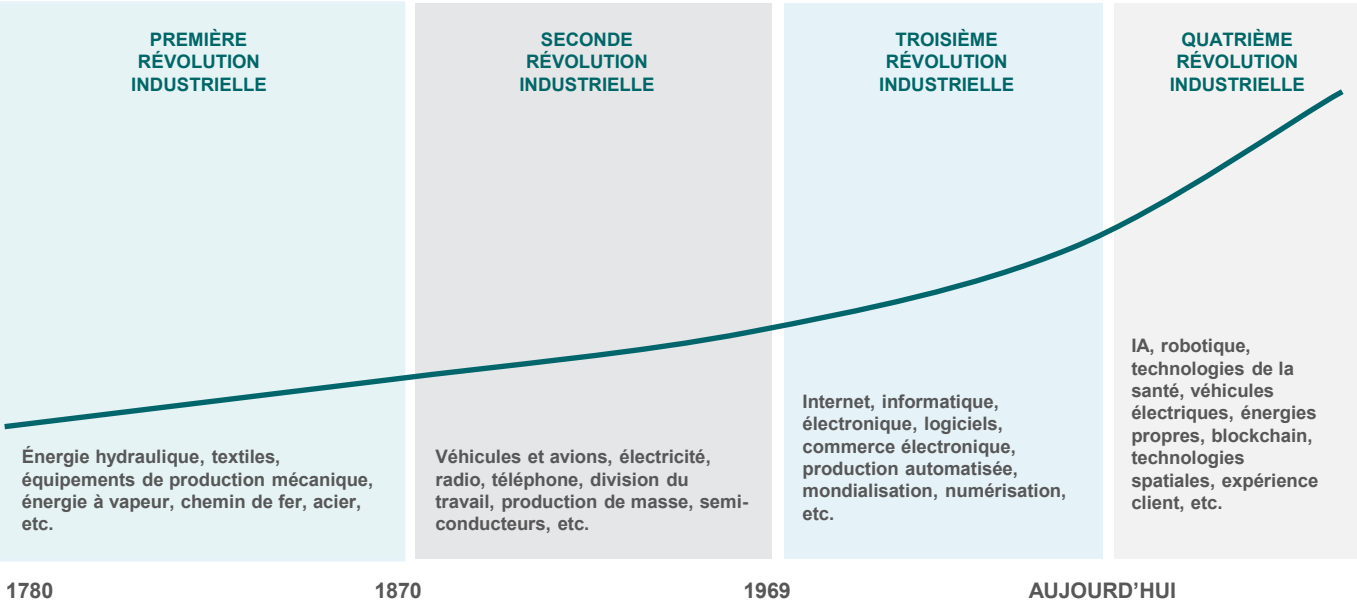 PREMIÈRE
RÉVOLUTION
INDUSTRIELLE
SECONDE
RÉVOLUTION
INDUSTRIELLE
TROISIÈME
RÉVOLUTION
INDUSTRIELLE
QUATRIÈME
RÉVOLUTION
INDUSTRIELLE
Énergie hydraulique, textiles,
équipements de production mécanique,
énergie à vapeur, chemin de fer, acier,
etc.
Véhicules et avions, électricité,
radio, téléphone, division du
travail, production de masse, semi-
conducteurs, etc.
Internet, informatique,
électronique, logiciels,
commerce électronique,
production automatisée,
mondialisation, numérisation,
etc.
IA, robotique,
technologies de la
santé, véhicules
électriques, énergies
propres, blockchain,
technologies
spatiales, expérience
client, etc.
1780
1870
1969
AUJOURD’HUI